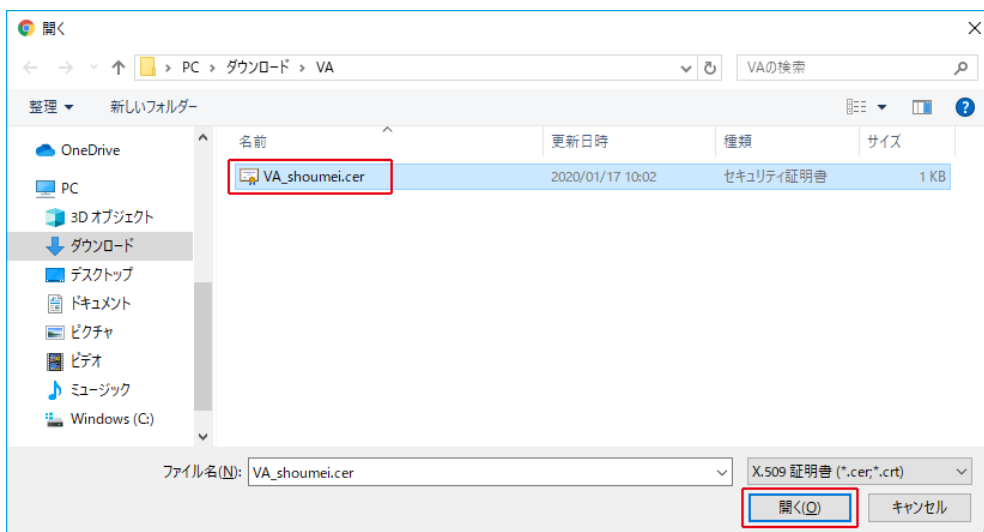 開く
PC › ダウンロード › VA
VAの検索
整理
新しいフォルダー
名前 更新日時 種類 サイズ
VA_shoumei.cer 2020/01/17 10:02 セキュリティ証明書 1 KB
OneDrive
PC
3D オブジェクト
ダウンロード
デスクトップ
ドキュメント
ピクチャ
ビデオ
ミュージック
Windows (C:)
ファイル名(N): VA_shoumei.cer
X.509 証明書 (*.cer;*.crt)
開く(O) キャンセル